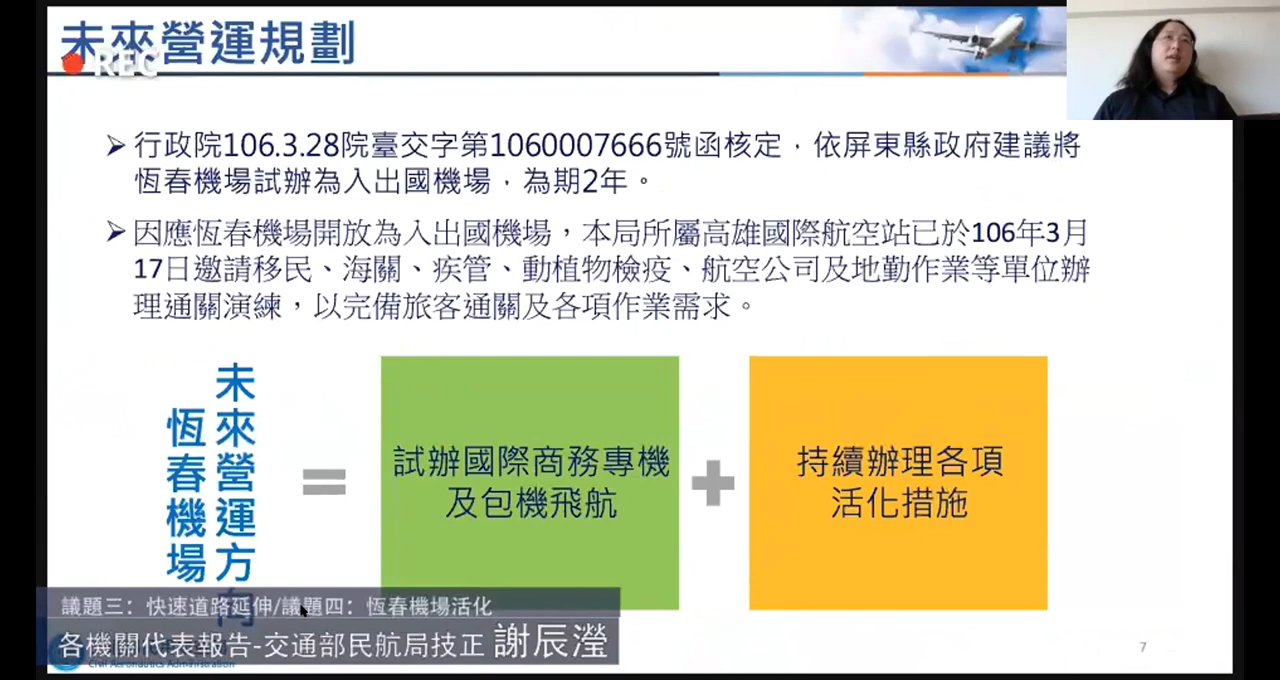 未來營運規劃
REC
➢行政院106.3.28院臺交字第1060007666號函核定，依屏東縣政府建議將
恆春機場試辦為入出國機場，為期2年。
➢因應恆春機場開放為入出國機場，本局所屬高雄國際航空站已於106年3月
17日邀請移民、海關、疾管、動植物檢疫、航空公司及地勤作業等單位辦
理通關演練，以完備旅客通關及各項作業需求。
恆春機場
未來營運方向
=
試辦國際商務專機
及包機飛航
+
持續辦理各項
活化措施
議題三：快速道路延伸/議題四：恆春機場活化
各機關代表報告-交通部民航局技正 謝辰瀅
Civil Aeronautics Administration
7